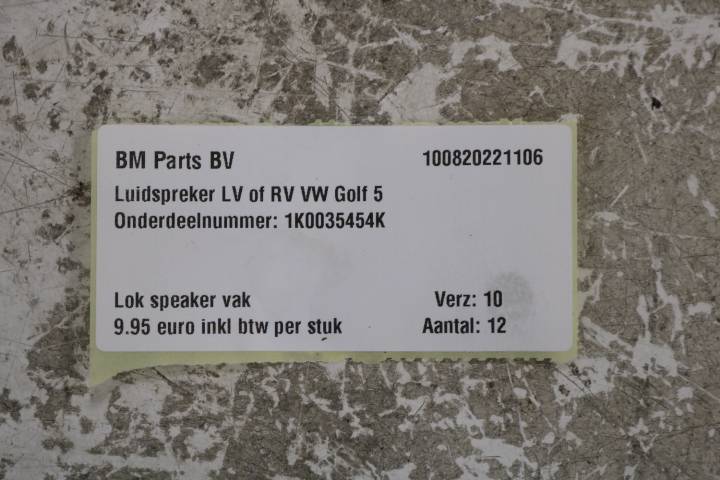 BM Parts BV 100820221106
Luidspreker LV of RV VW Golf 5
Onderdeelnummer: 1K0035454K
Lok speaker vak Verz: 10
9.95 euro inkl btw per stuk Aantal: 12